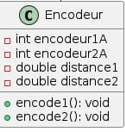 C Encodeur
int encodeur1A
int encodeur2A
double distance1
double distance2
encode1(): void
encode2(): void